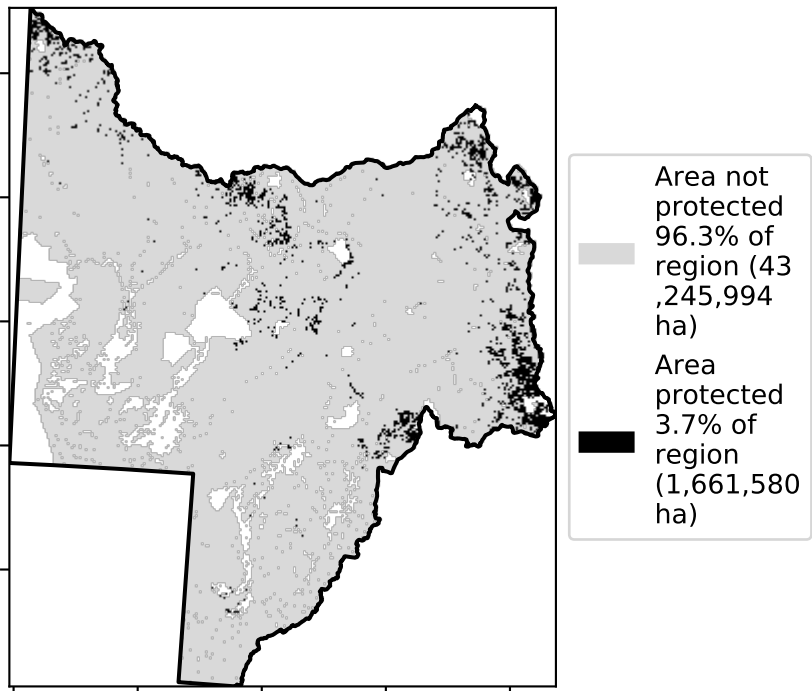 Area not
protected
96.3% of
region (43
,245,994
ha)
Area
protected
3.7% of
region
(1,661,580
ha)